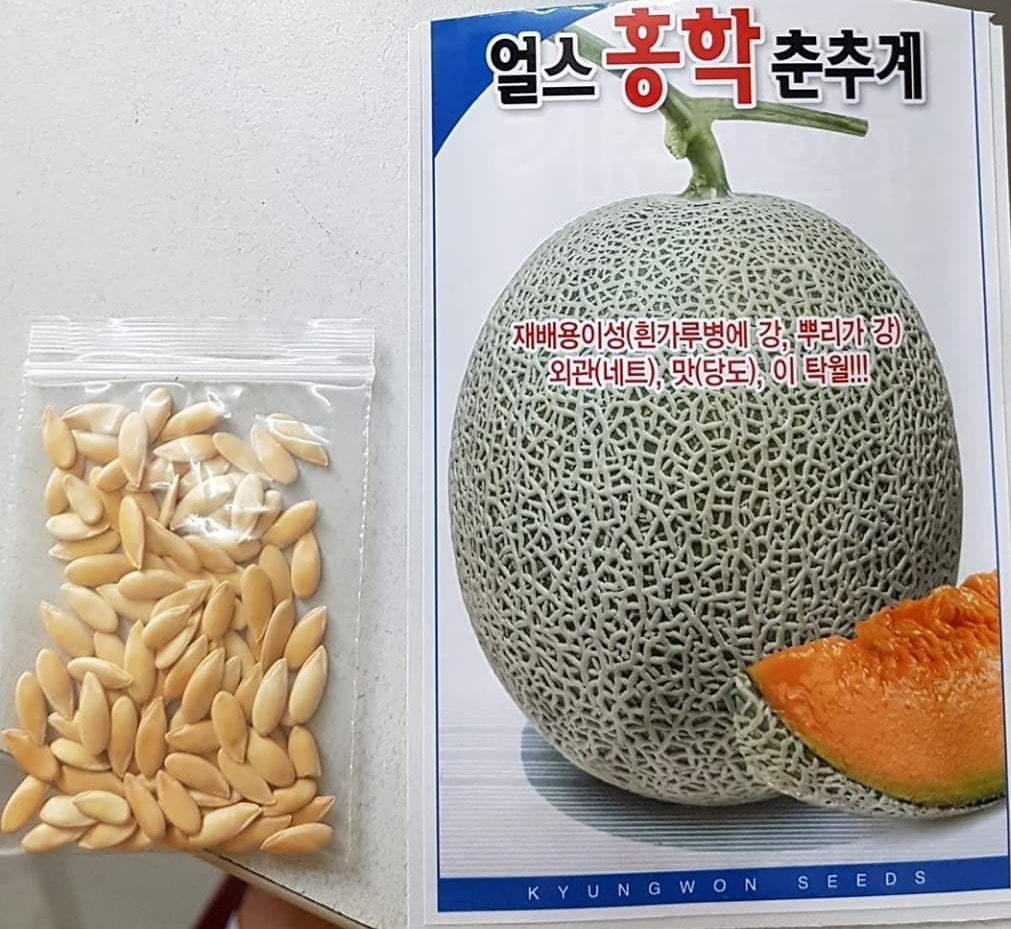 얼스 홍학 춘추계
재배용이성(흰가루병에 강, 뿌리가 강)
외관(네트), 맛(당도), 이 탁월!!!
KYUNGWON SEEDS